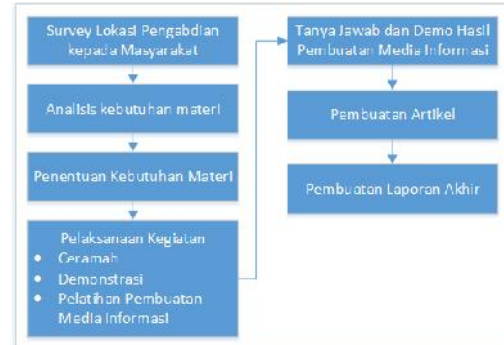 Survey Lokasi Pengabdian
kepada Masyarakat
Analisis kebutuhan materi
Penentuan Kebutuhan Materi
Pelaksanaan Kegiatan
• Ceramah
• Demonstrasi
• Pelatihan Pembuatan
Media Informasi
Tanya Jawab dan Demo Hasil
Pembuatan Media Informasi
Pembuatan Artikel
Pembuatan Laporan Akhir